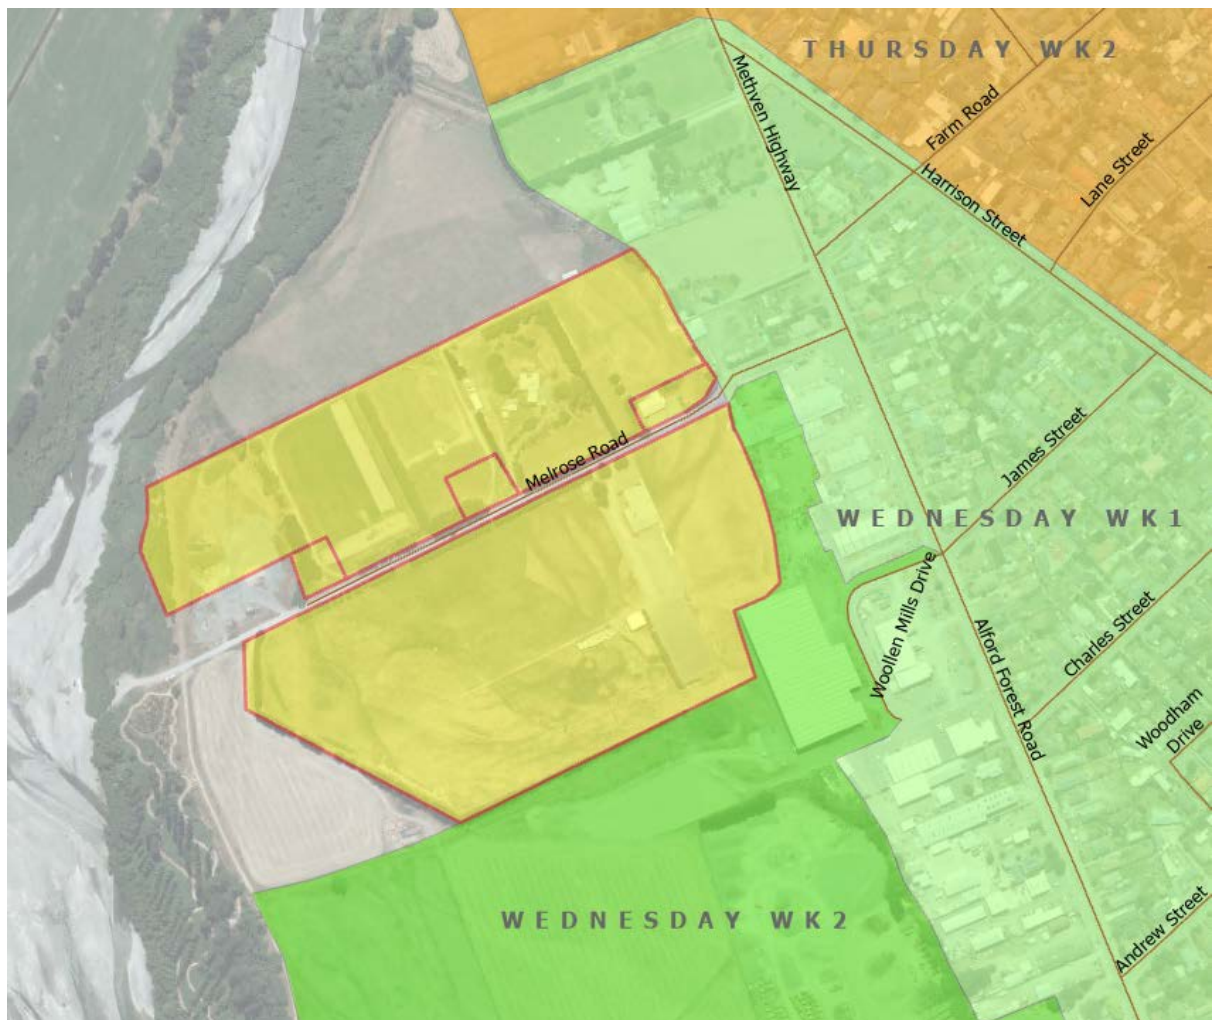 THURSDAY WK2
Methven Highway
Farm Road
Lane Street
Harrison Street
Melrose Road
James Street
WEDNESDAY WK1
Woollen Mills Drive
Charles Street
Alford Forest Road
Woodham
Drive
WEDNESDAY WK2
Andrew Street